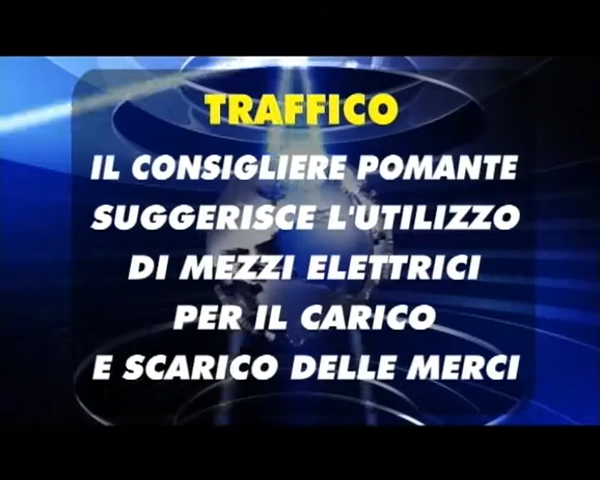 TRAFFICO
IL CONSIGLIERE POMANTE
SUGGERISCE L'UTILIZZO
DI MEZZI ELETTRICI
PER IL CARICO
E SCARICO DELLE MERCI